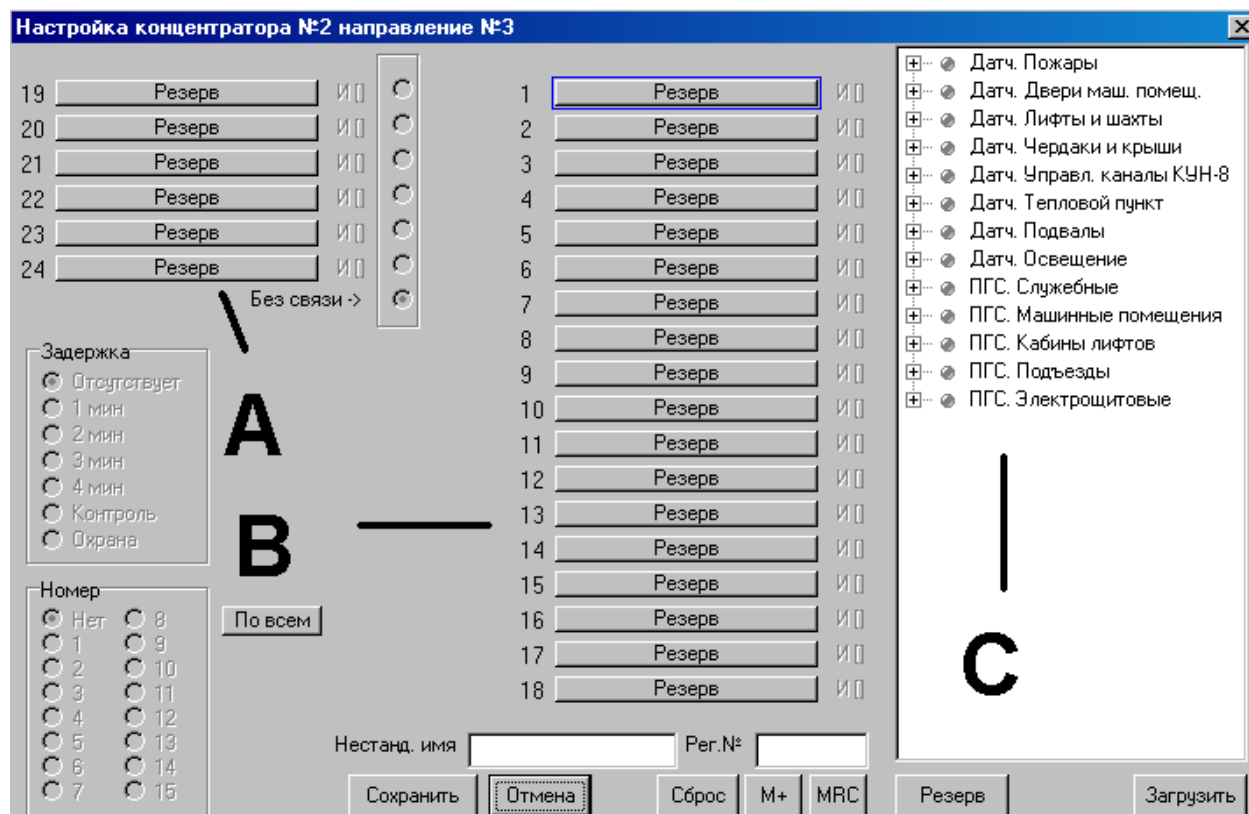 Настройка концентратора №2 направление №3
19 Резерв И []
20 Резерв И []
21 Резерв И []
22 Резерв И []
23 Резерв И []
24 Резерв И []
Без связи ->
A
Задержка
Отсутствует
1 мин
2 мин
3 мин
4 мин
Контроль
Охрана
B
Номер
Нет 8
1 9
2 10
3 11
4 12
5 13
6 14
7 15
По всем
1 Резерв И []
2 Резерв И []
3 Резерв И []
4 Резерв И []
5 Резерв И []
6 Резерв И []
7 Резерв И []
8 Резерв И []
9 Резерв И []
10 Резерв И []
11 Резерв И []
12 Резерв И []
13 Резерв И []
14 Резерв И []
15 Резерв И []
16 Резерв И []
17 Резерв И []
18 Резерв И []
Датч. Пожары
Датч. Двери маш. помещ.
Датч. Лифты и шахты
Датч. Чердаки и крыши
Датч. Управл. каналы КУН-8
Датч. Тепловой пункт
Датч. Подвалы
Датч. Освещение
ПГС. Служебные
ПГС. Машинные помещения
ПГС. Кабины лифтов
ПГС. Подъезды
ПГС. Электрощитовые
C
Нестанд. имя Рег.№
Сохранить Отмена Сброс М+ MRC Резерв Загрузить